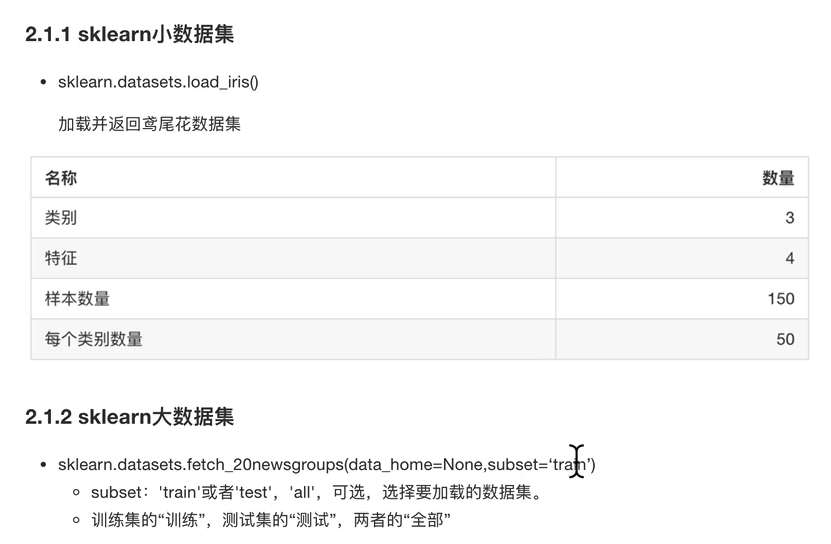 2.1.1 sklearn小数据集
sklearn.datasets.load_iris()
加载并返回鸢尾花数据集
名称 数量
类别 3
特征 4
样本数量 150
每个类别数量 50
2.1.2 sklearn大数据集
sklearn.datasets.fetch_20newsgroups(data_home=None,subset=‘train’)
subset：'train'或者'test'，'all'，可选，选择要加载的数据集。
训练集的“训练”，测试集的“测试”，两者的“全部”